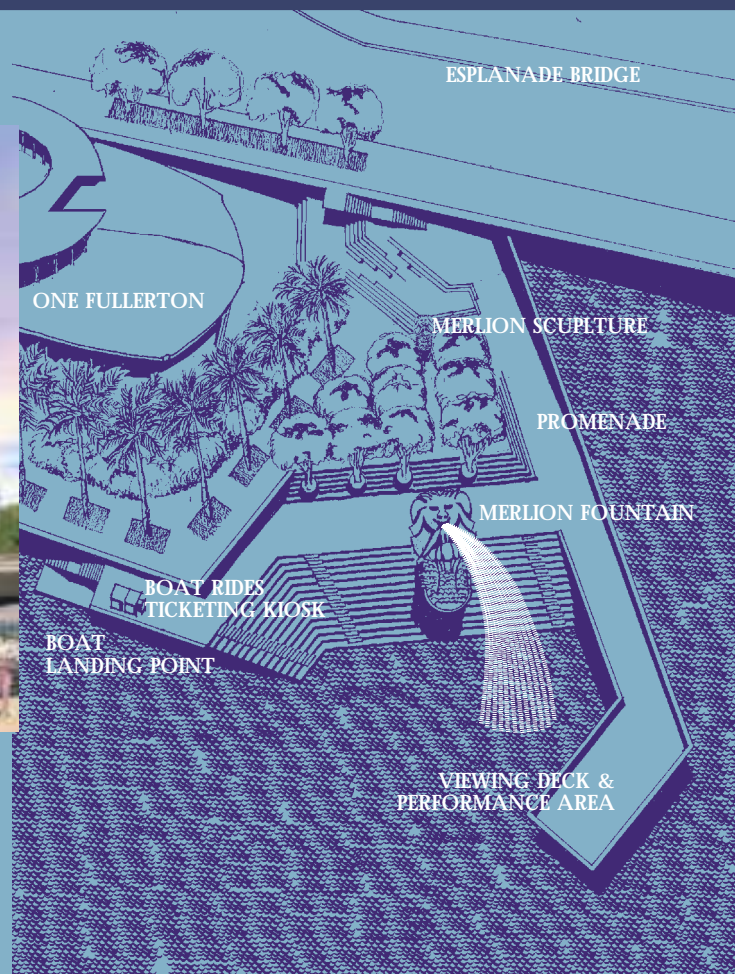 ESPLANADE BRIDGE
ONE FULLERTON
MERLION SCUPLTURE
PROMENADE
MERLION FOUNTAIN
BOAT RIDES
TICKETING KIOSK
BOAT
LANDING POINT
VIEWING DECK &
PERFORMANCE AREA